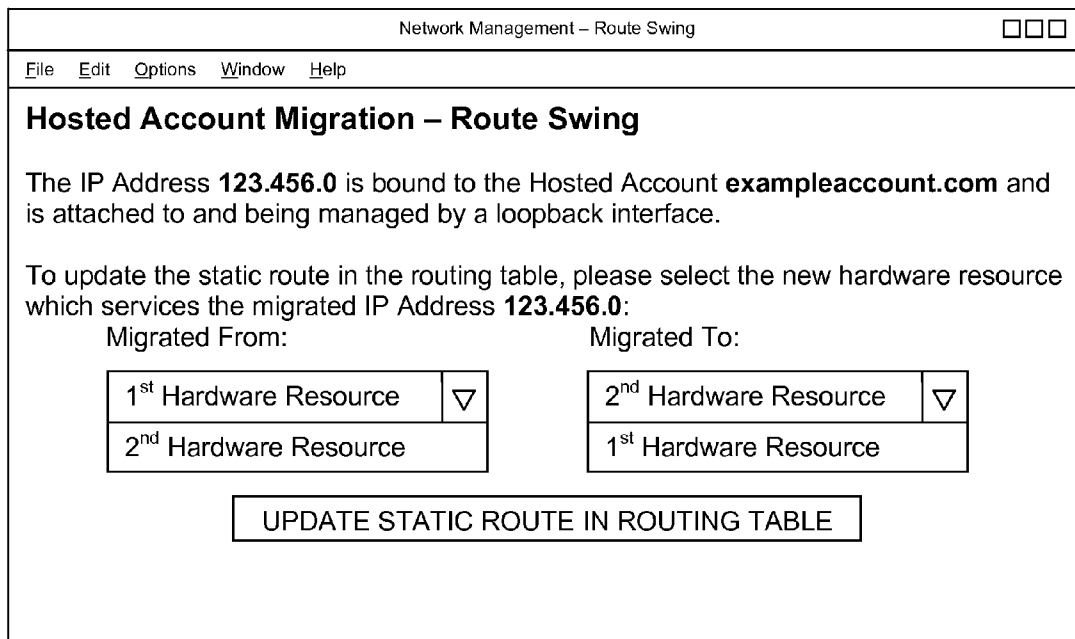 Network Management – Route Swing
File Edit Options Window Help
Hosted Account Migration – Route Swing
The IP Address 123.456.0 is bound to the Hosted Account exampleaccount.com and
is attached to and being managed by a loopback interface.
To update the static route in the routing table, please select the new hardware resource
which services the migrated IP Address 123.456.0:
Migrated From: Migrated To:
1st Hardware Resource 2nd Hardware Resource
2nd Hardware Resource 1st Hardware Resource
UPDATE STATIC ROUTE IN ROUTING TABLE